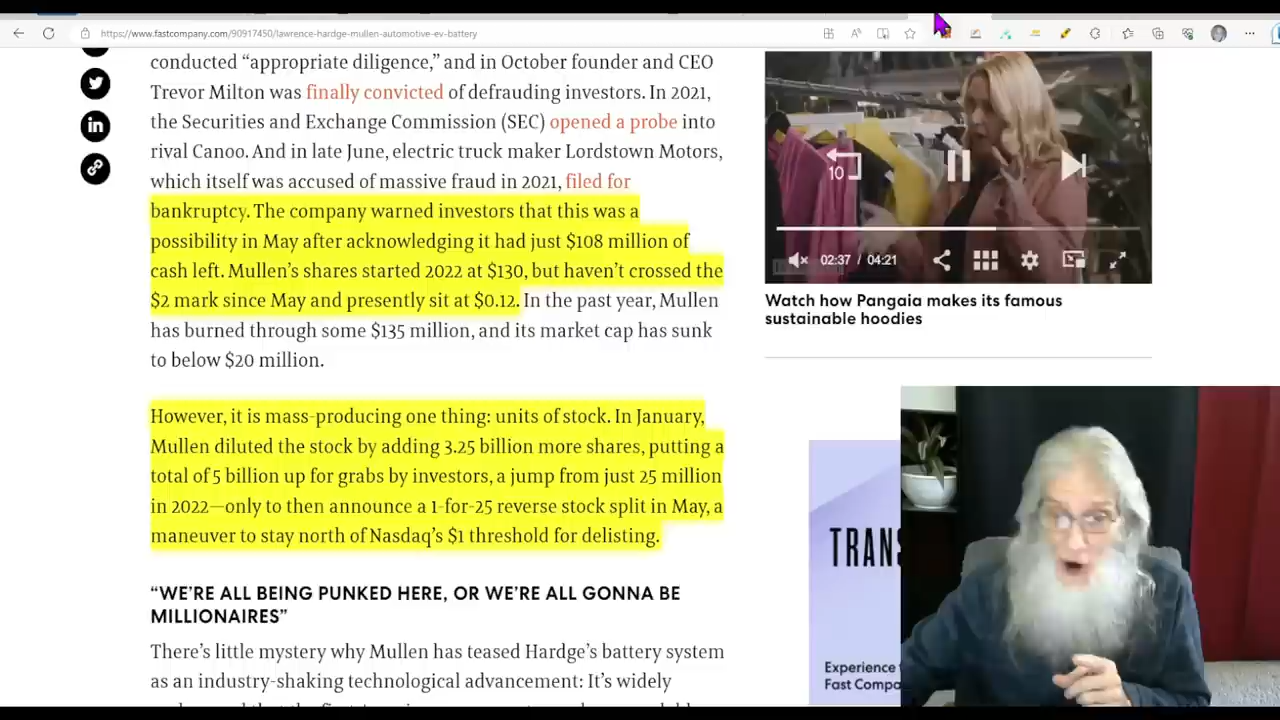 https://www.fastcompany.com/90917450/lawrence-hardge-mullen-automotive-ev-battery
conducted “appropriate diligence,” and in October founder and CEO
Trevor Milton was finally convicted of defrauding investors. In 2021,
the Securities and Exchange Commission (SEC) opened a probe into
rival Canoo. And in late June, electric truck maker Lordstown Motors,
which itself was accused of massive fraud in 2021, filed for
bankruptcy. The company warned investors that this was a
possibility in May after acknowledging it had just $108 million of
cash left. Mullen’s shares started 2022 at $130, but haven’t crossed the
$2 mark since May and presently sit at $0.12. In the past year, Mullen
has burned through some $135 million, and its market cap has sunk
to below $20 million.
However, it is mass-producing one thing: units of stock. In January,
Mullen diluted the stock by adding 3.25 billion more shares, putting a
total of 5 billion up for grabs by investors, a jump from just 25 million
in 2022—only to then announce a 1-for-25 reverse stock split in May, a
maneuver to stay north of Nasdaq’s $1 threshold for delisting.
“WE’RE ALL BEING PUNKED HERE, OR WE’RE ALL GONNA BE
MILLIONAIRES”
There’s little mystery why Mullen has teased Hardge’s battery system
as an industry-shaking technological advancement: It’s widely
10
02:37 / 04:21
Watch how Pangaia makes its famous
sustainable hoodies
TRANS
Experience
Fast Compa